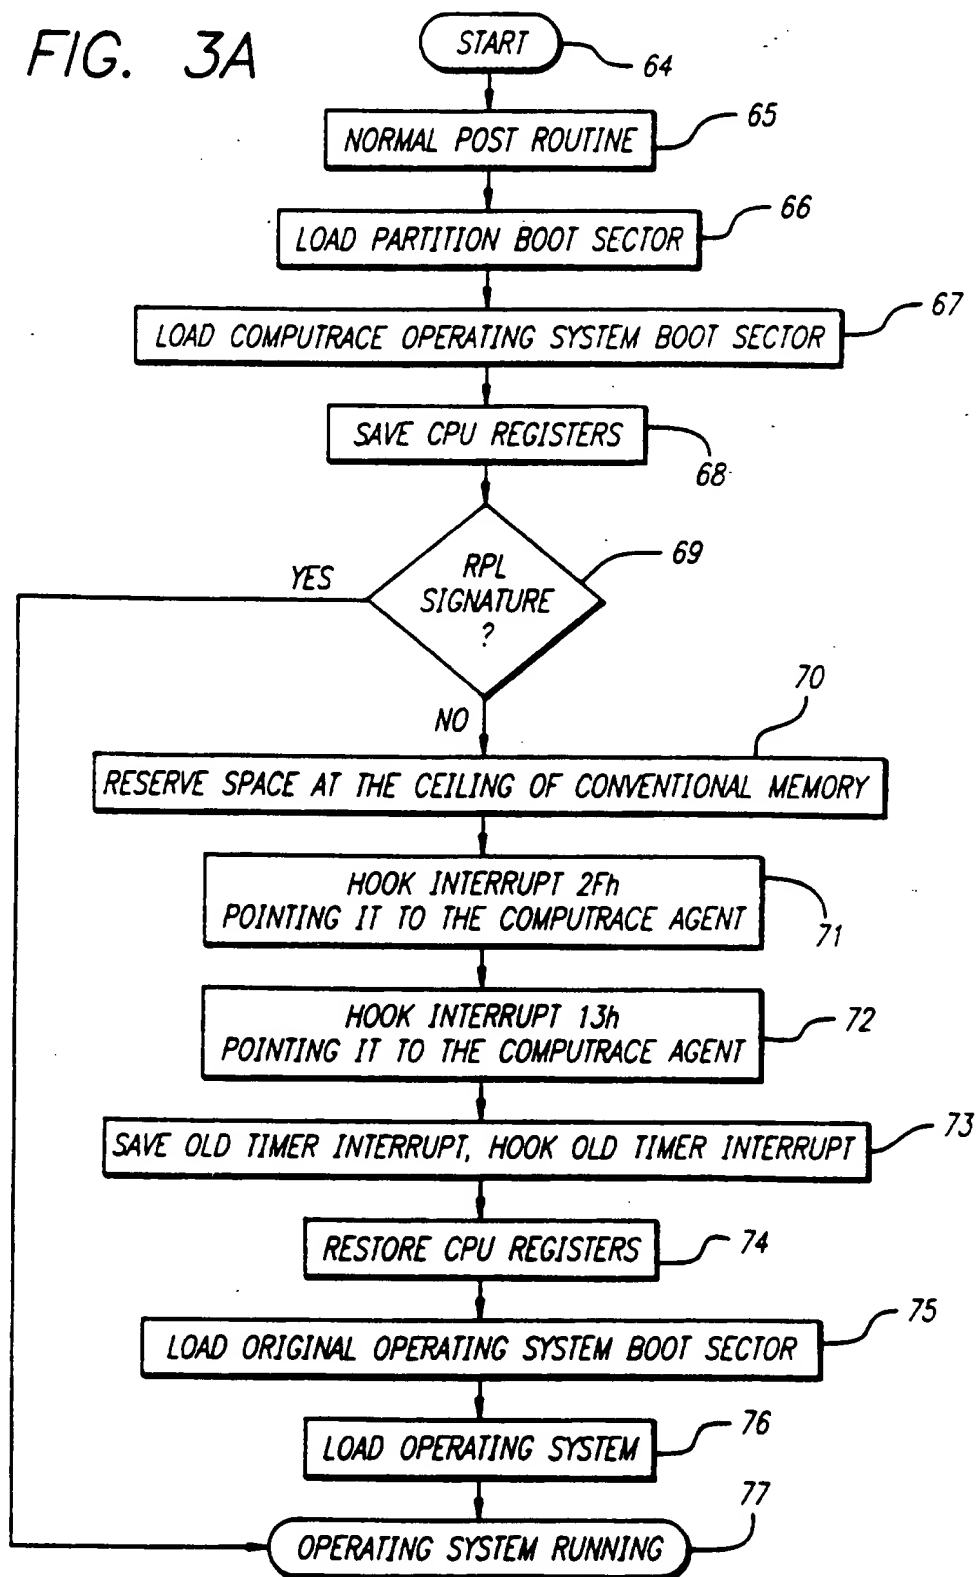 FIG. 3A
START
64
NORMAL POST ROUTINE
65
LOAD PARTITION BOOT SECTOR
66
LOAD COMPUTRACE OPERATING SYSTEM BOOT SECTOR
67
SAVE CPU REGISTERS
68
RPL
SIGNATURE
?
69
YES
NO
70
RESERVE SPACE AT THE CEILING OF CONVENTIONAL MEMORY
HOOK INTERRUPT 2Fh
POINTING IT TO THE COMPUTRACE AGENT
71
HOOK INTERRUPT 13h
POINTING IT TO THE COMPUTRACE AGENT
72
SAVE OLD TIMER INTERRUPT, HOOK OLD TIMER INTERRUPT
73
RESTORE CPU REGISTERS
74
LOAD ORIGINAL OPERATING SYSTEM BOOT SECTOR
75
LOAD OPERATING SYSTEM
76
OPERATING SYSTEM RUNNING
77